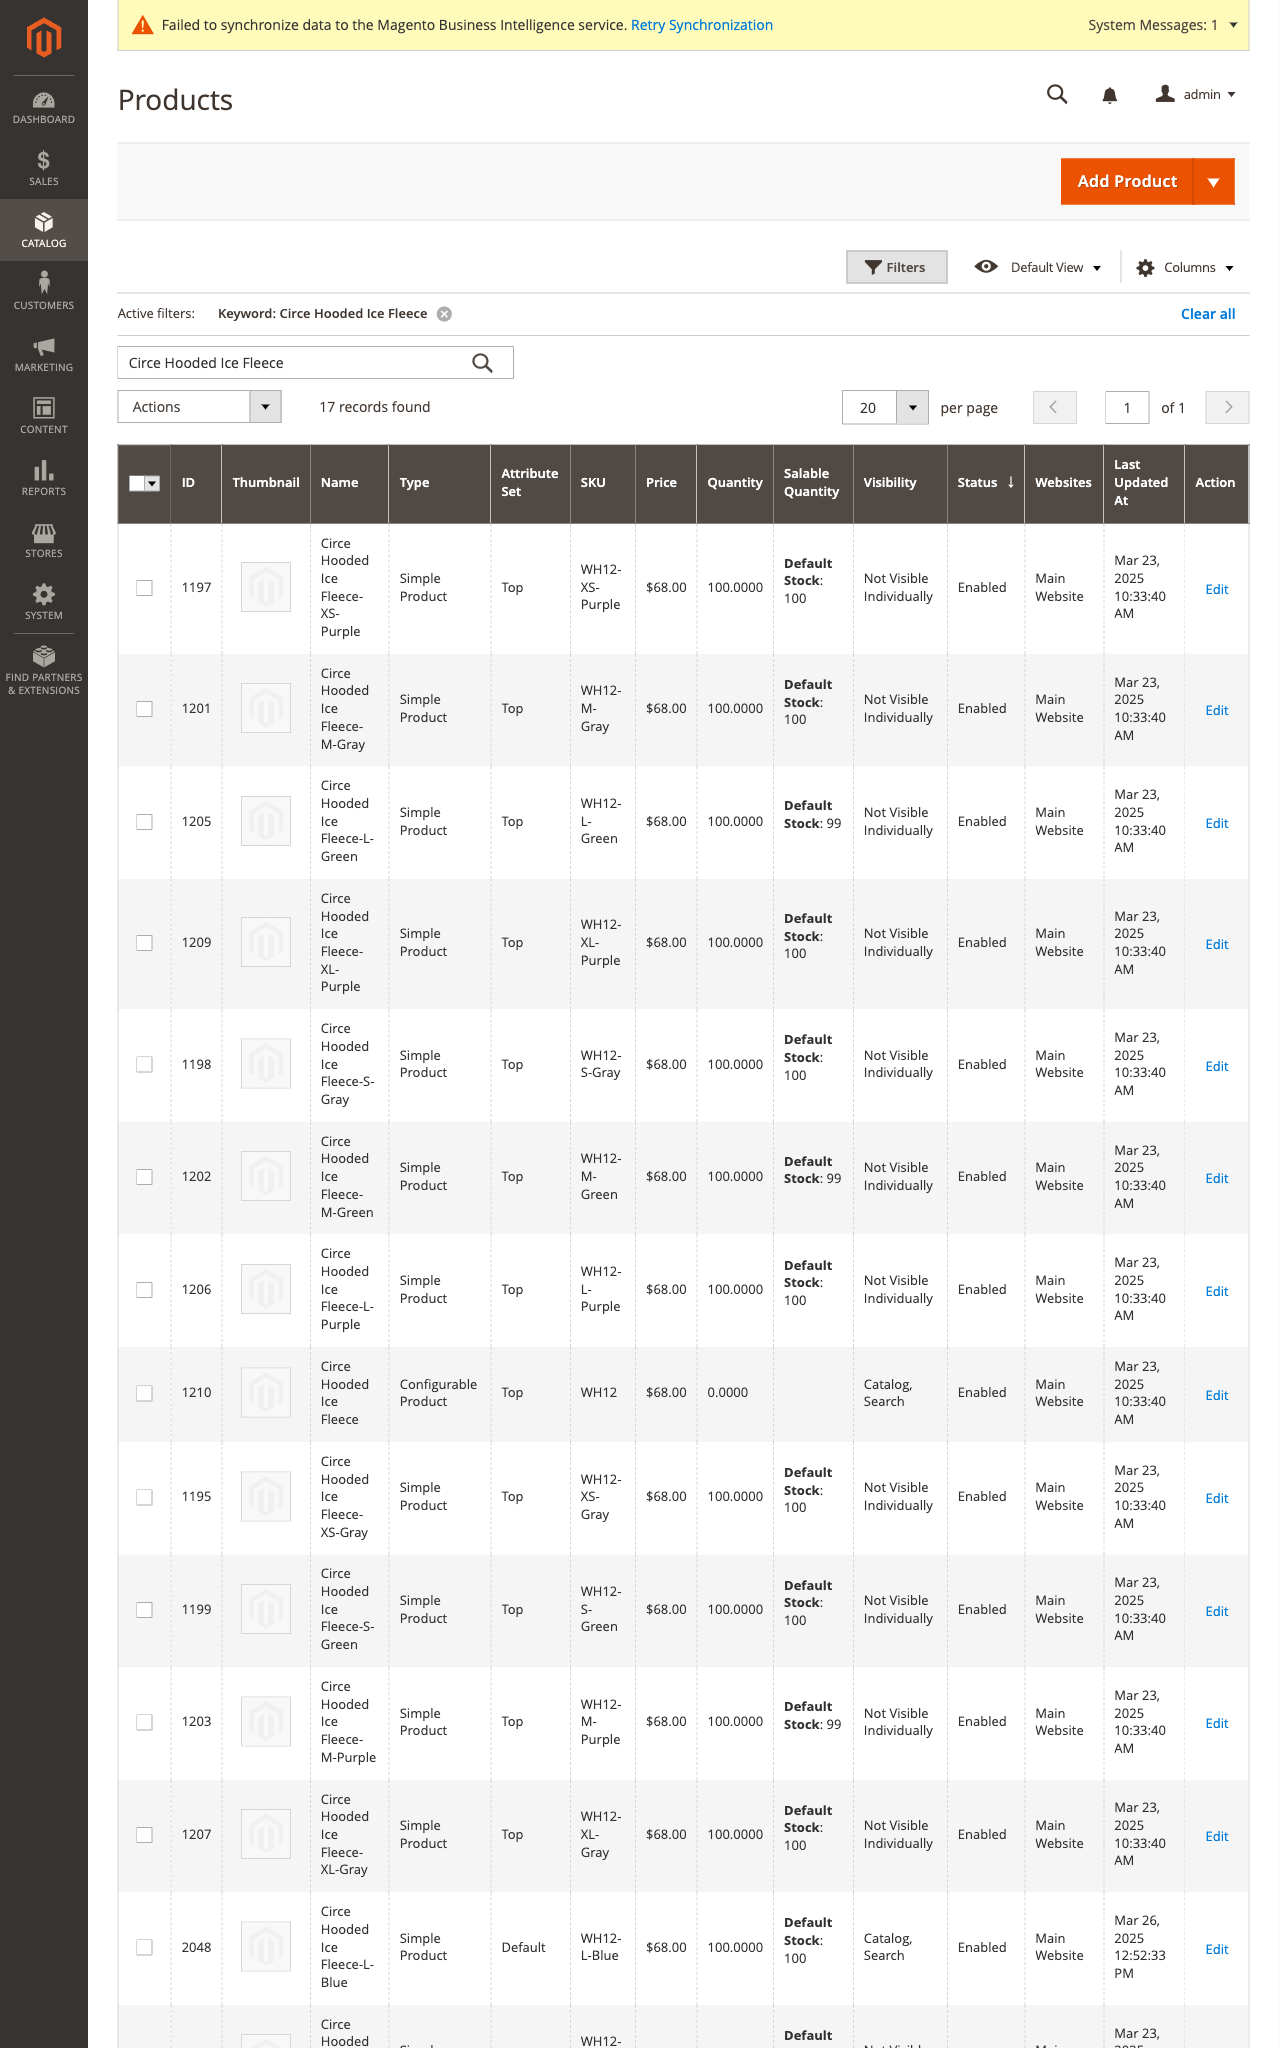 Failed to synchronize data to the Magento Business Intelligence service. Retry Synchronization
System Messages: 1
DASHBOARD
SALES
CATALOG
CUSTOMERS
MARKETING
CONTENT
REPORTS
STORES
SYSTEM
FIND PARTNERS
& EXTENSIONS
Products
admin
Add Product
Filters
Default View
Columns
Active filters:
Keyword: Circe Hooded Ice Fleece
Clear all
Circe Hooded Ice Fleece
Actions
17 records found
20
per page
1
of 1
ID
Thumbnail
Name
Type
Attribute
Set
SKU
Price
Quantity
Salable
Quantity
Visibility
Status ↓
Websites
Last
Updated
At
Action
1197
Circe
Hooded
Ice
Fleece-
XS-
Purple
Simple
Product
Top
WH12-
XS-
Purple
$68.00
100.0000
Default
Stock:
100
Not Visible
Individually
Enabled
Main
Website
Mar 23,
2025
10:33:40
AM
Edit
1201
Circe
Hooded
Ice
Fleece-
M-Gray
Simple
Product
Top
WH12-
M-
Gray
$68.00
100.0000
Default
Stock:
100
Not Visible
Individually
Enabled
Main
Website
Mar 23,
2025
10:33:40
AM
Edit
1205
Circe
Hooded
Ice
Fleece-L-
Green
Simple
Product
Top
WH12-
L-
Green
$68.00
100.0000
Default
Stock: 99
Not Visible
Individually
Enabled
Main
Website
Mar 23,
2025
10:33:40
AM
Edit
1209
Circe
Hooded
Ice
Fleece-
XL-
Purple
Simple
Product
Top
WH12-
XL-
Purple
$68.00
100.0000
Default
Stock:
100
Not Visible
Individually
Enabled
Main
Website
Mar 23,
2025
10:33:40
AM
Edit
1198
Circe
Hooded
Ice
Fleece-S-
Gray
Simple
Product
Top
WH12-
S-Gray
$68.00
100.0000
Default
Stock:
100
Not Visible
Individually
Enabled
Main
Website
Mar 23,
2025
10:33:40
AM
Edit
1202
Circe
Hooded
Ice
Fleece-
M-Green
Simple
Product
Top
WH12-
M-
Green
$68.00
100.0000
Default
Stock: 99
Not Visible
Individually
Enabled
Main
Website
Mar 23,
2025
10:33:40
AM
Edit
1206
Circe
Hooded
Ice
Fleece-L-
Purple
Simple
Product
Top
WH12-
L-
Purple
$68.00
100.0000
Default
Stock:
100
Not Visible
Individually
Enabled
Main
Website
Mar 23,
2025
10:33:40
AM
Edit
1210
Circe
Hooded
Ice
Fleece
Configurable
Product
Top
WH12
$68.00
0.0000
Catalog,
Search
Enabled
Main
Website
Mar 23,
2025
10:33:40
AM
Edit
1195
Circe
Hooded
Ice
Fleece-
XS-Gray
Simple
Product
Top
WH12-
XS-
Gray
$68.00
100.0000
Default
Stock:
100
Not Visible
Individually
Enabled
Main
Website
Mar 23,
2025
10:33:40
AM
Edit
1199
Circe
Hooded
Ice
Fleece-S-
Green
Simple
Product
Top
WH12-
S-
Green
$68.00
100.0000
Default
Stock:
100
Not Visible
Individually
Enabled
Main
Website
Mar 23,
2025
10:33:40
AM
Edit
1203
Circe
Hooded
Ice
Fleece-
M-Purple
Simple
Product
Top
WH12-
M-
Purple
$68.00
100.0000
Default
Stock: 99
Not Visible
Individually
Enabled
Main
Website
Mar 23,
2025
10:33:40
AM
Edit
1207
Circe
Hooded
Ice
Fleece-
XL-Gray
Simple
Product
Top
WH12-
XL-
Gray
$68.00
100.0000
Default
Stock:
100
Not Visible
Individually
Enabled
Main
Website
Mar 23,
2025
10:33:40
AM
Edit
2048
Circe
Hooded
Ice
Fleece-L-
Blue
Simple
Product
Default
WH12-
L-Blue
$68.00
100.0000
Default
Stock:
100
Catalog,
Search
Enabled
Main
Website
Mar 26,
2025
12:52:33
PM
Edit
Circe
Hooded
WH12-
Default
Mar 23,